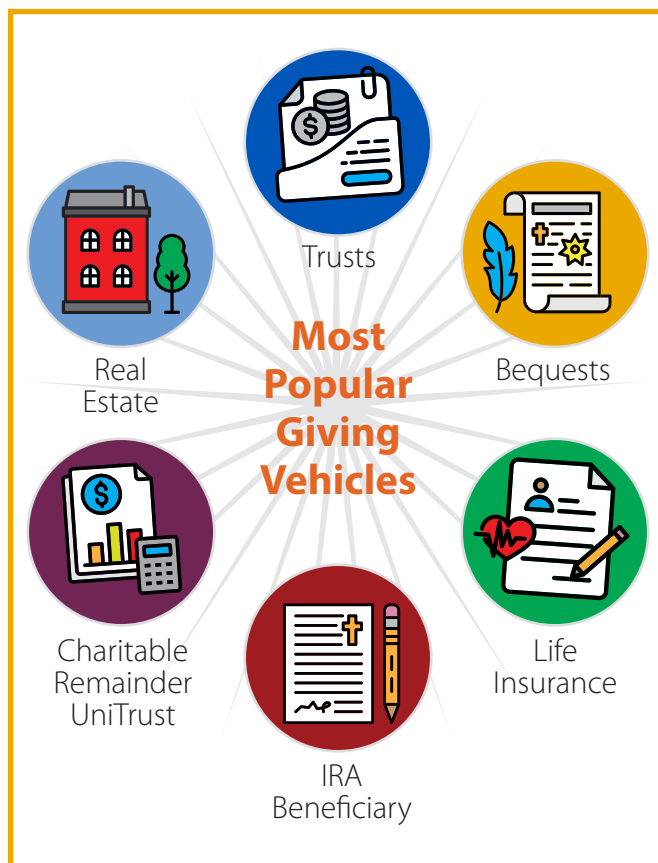 Trusts
Most
Popular
Giving
Vehicles
Bequests
Life
Insurance
IRA
Beneficiary
Charitable
Remainder
UniTrust
Real
Estate
$
$